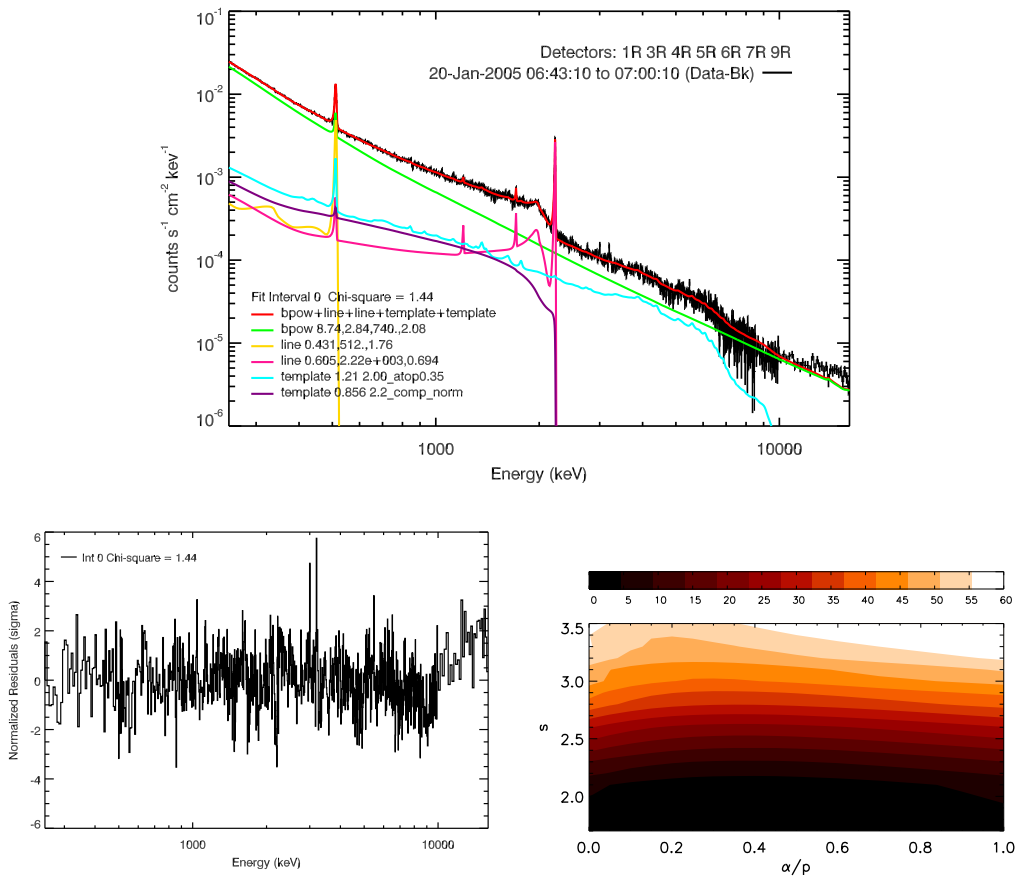 10⁻¹
10⁻²
10⁻³
10⁻⁴
10⁻⁵
10⁻⁶
counts s⁻¹ cm⁻² kev⁻¹
Detectors: 1R 3R 4R 5R 6R 7R 9R
20-Jan-2005 06:43:10 to 07:00:10 (Data-Bk)
Fit Interval 0 Chi-square = 1.44
bpow+line+line+template+template
bpow 8.74,2.84,740.,2.08
line 0.431,512.,1.76
line 0.605,2.22e+003,0.694
template 1.21 2.00_atop0.35
template 0.856 2.2_comp_norm
1000 10000
Energy (keV)
6
4
2
0
-2
-4
-6
Normalized Residuals (sigma)
Int 0 Chi-square = 1.44
1000 10000
Energy (keV)
0 5 10 15 20 25 30 35 40 45 50 55 60
3.5
3.0
2.5
2.0
s
0.0 0.2 0.4 0.6 0.8 1.0
α/p